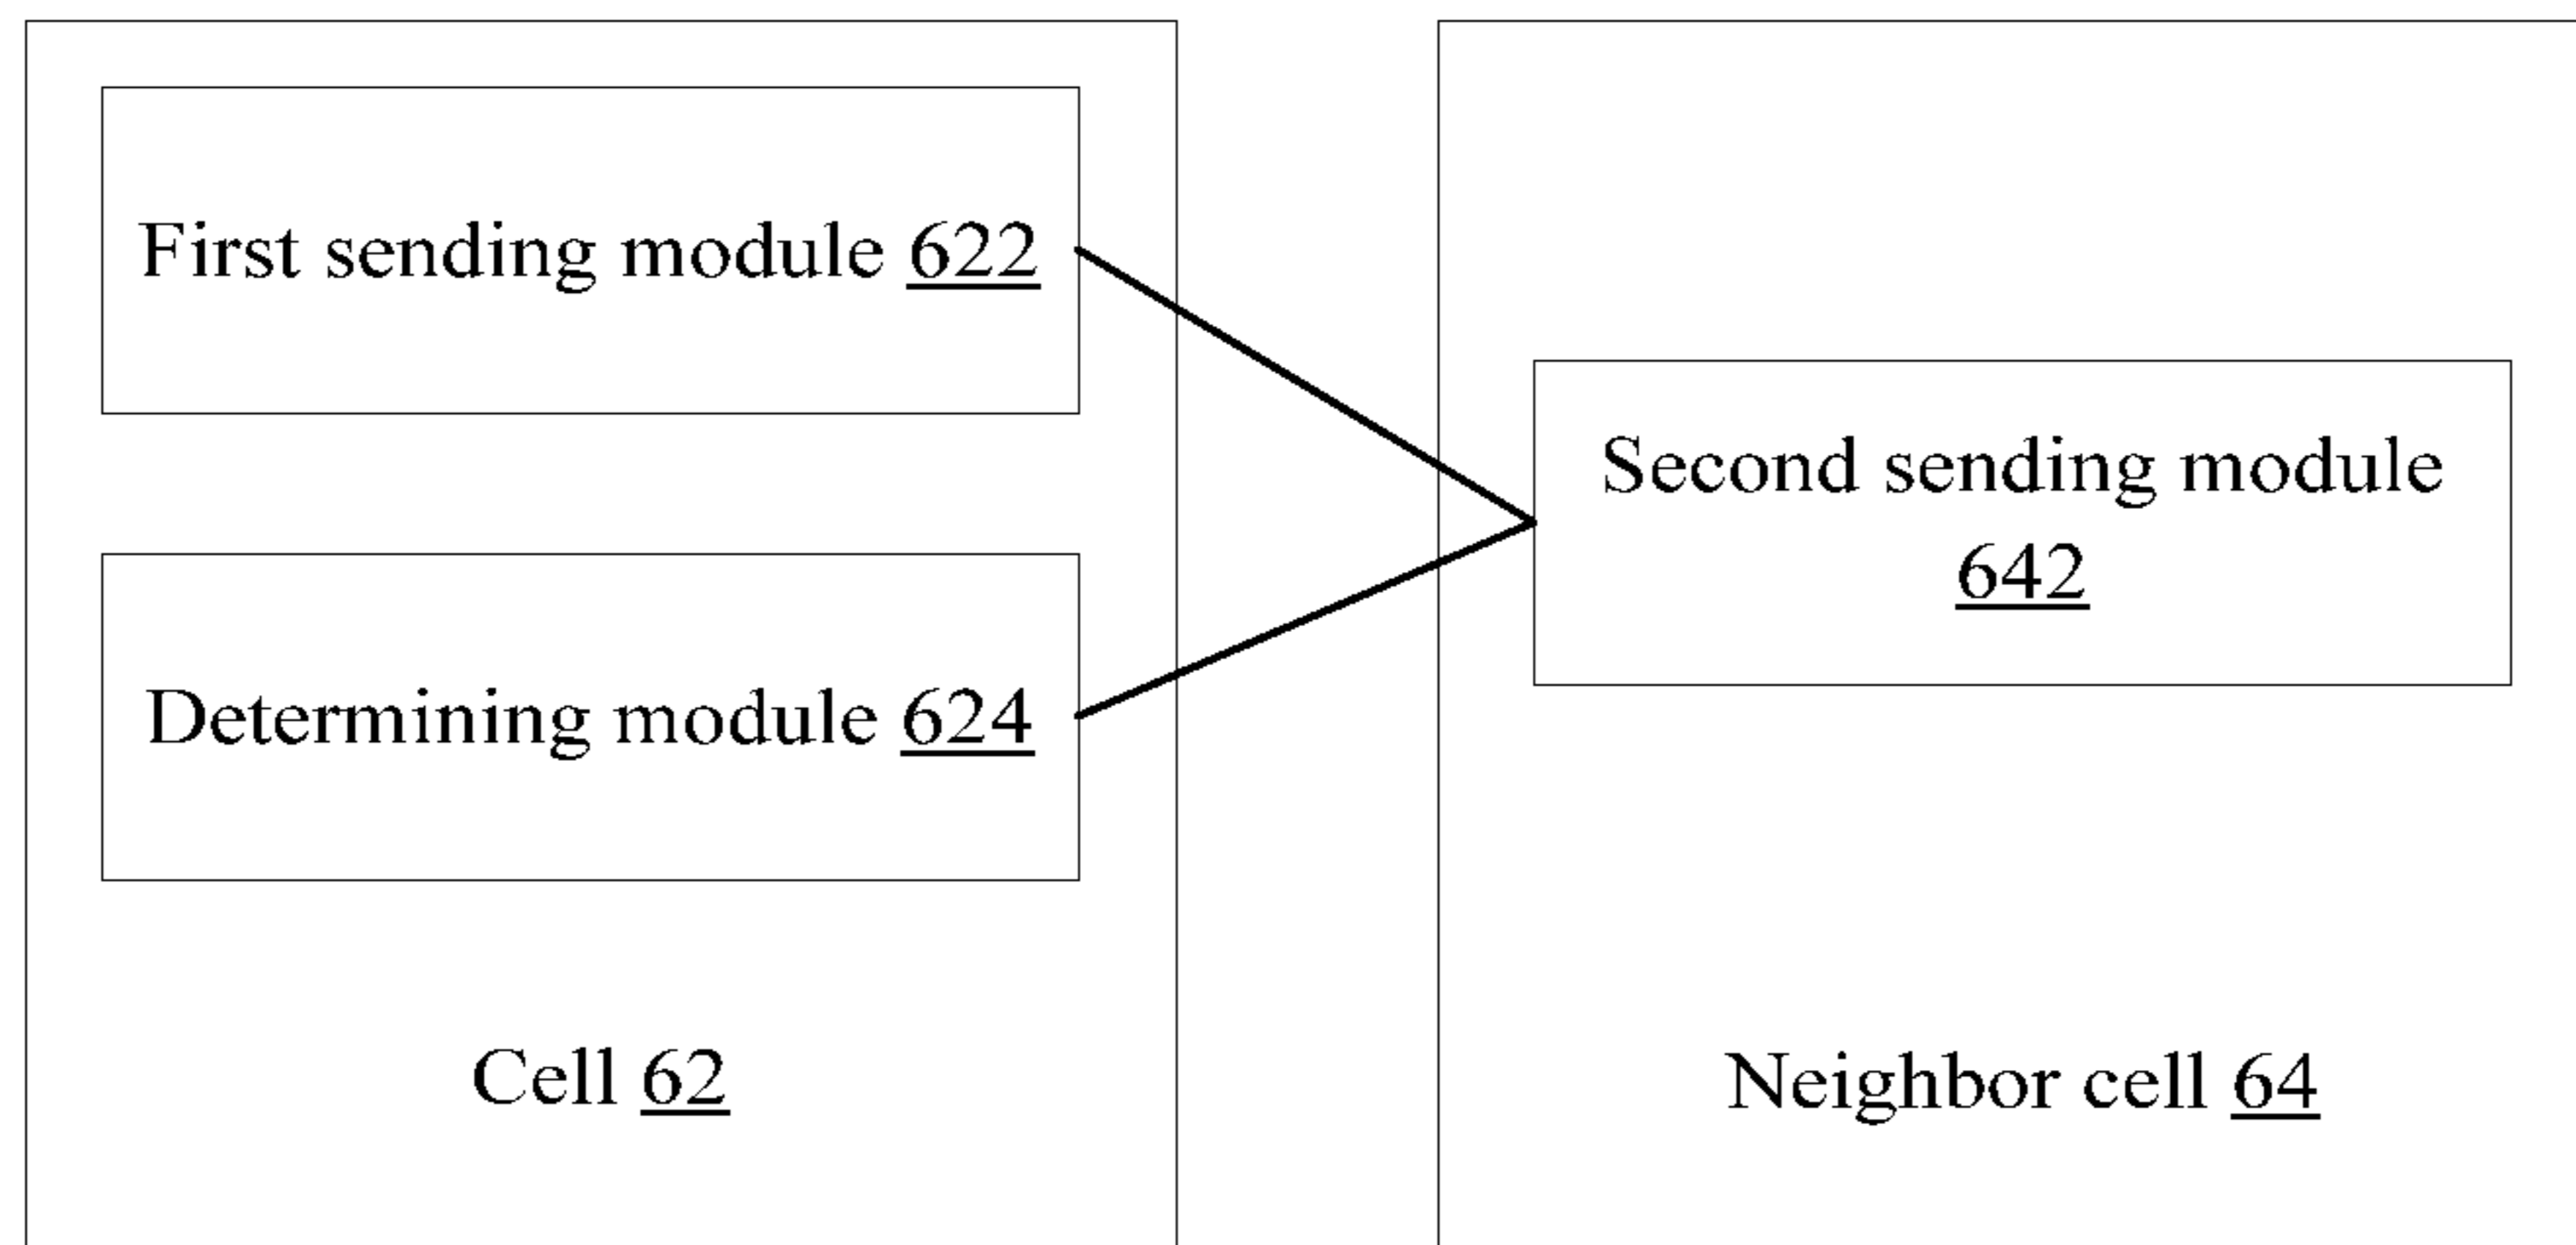 First sending module 622
Second sending module
642
Determining module 624
Cell 62
Neighbor cell 64